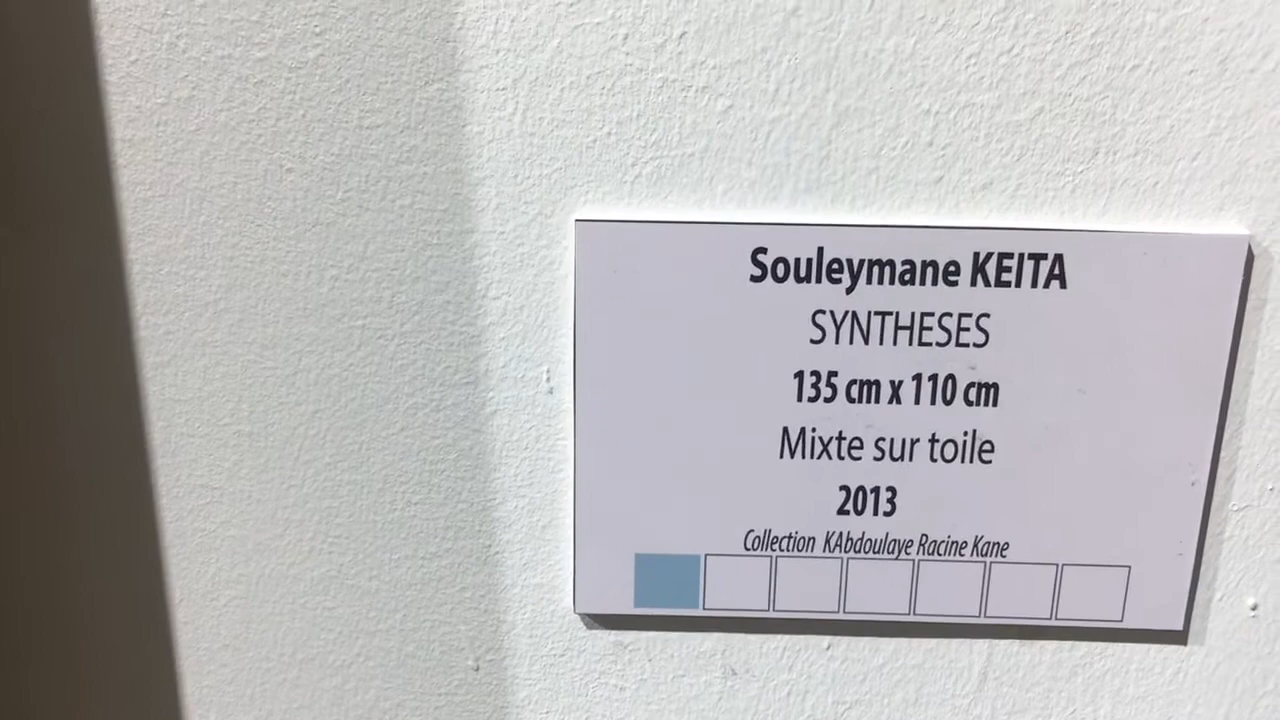 Souleymane KEITA
SYNTHESES
135 cm x 110 cm
Mixte sur toile
2013
Collection KAbdoulaye Racine Kane